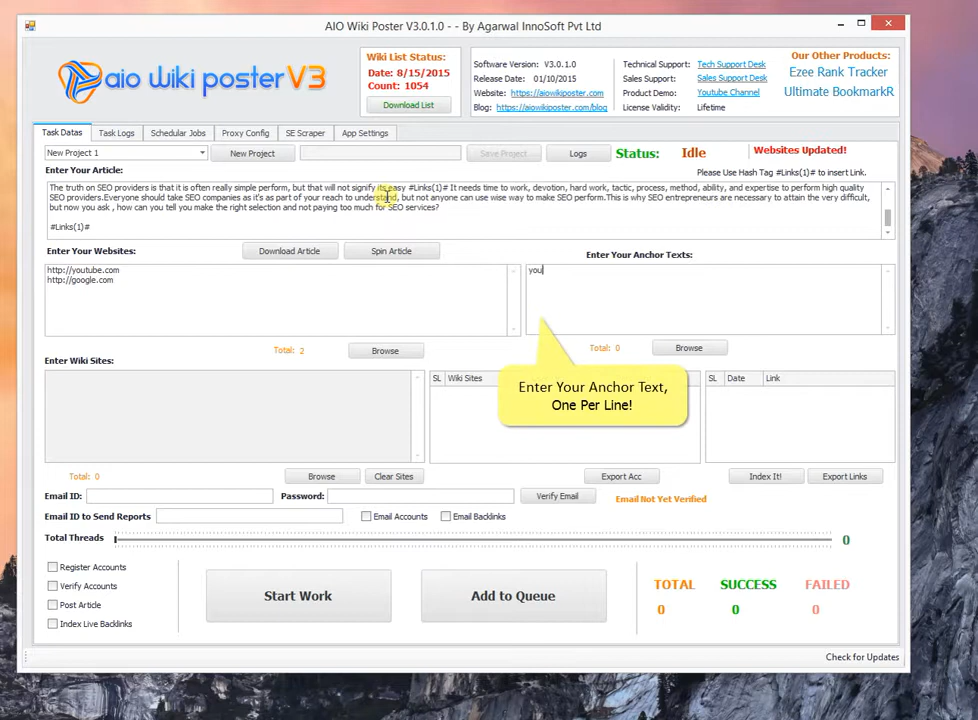 AIO Wiki Poster V3.0.1.0 - - By Agarwal InnoSoft Pvt Ltd
aio wiki poster V3
Wiki List Status:
Date: 8/15/2015
Count: 1054
Download List
Software Version: V3.0.1.0
Release Date: 01/10/2015
Website: https://aiowikiposter.com
Blog: https://aiowikiposter.com/blog
Technical Support: Tech Support Desk
Sales Support: Sales Support Desk
Product Demo: Youtube Channel
License Validity: Lifetime
Our Other Products:
Ezee Rank Tracker
Ultimate BookmarkR
Task Datas Task Logs Schedular Jobs Proxy Config SE Scraper App Settings
New Project 1 New Project Save Project Logs Status: Idle Websites Updated!
Enter Your Article: Please Use Hash Tag #Links(1)# to insert Link.
The truth on SEO providers is that it is often really simple perform, but that will not signify its easy #Links(1)# It needs time to work, devotion, hard work, tactic, process, method, ability, and expertise to perform high quality
SEO providers.Everyone should take SEO companies as it's as part of your reach to understand, but not anyone can use wise way to make SEO perform.This is why SEO entrepreneurs are necessary to attain the very difficult,
but now you ask , how can you tell you make the right selection and not paying too much for SEO services?
#Links(1)#
Enter Your Websites: Download Article Spin Article Enter Your Anchor Texts:
http://youtube.com
http://google.com
you
Total: 2 Browse Total: 0 Browse
Enter Your Anchor Text,
One Per Line!
Enter Wiki Sites:
SL Wiki Sites SL Date Link
Total: 0 Browse Clear Sites Export Acc Index It! Export Links
Email ID: Password: Verify Email Email Not Yet Verified
Email ID to Send Reports Email Accounts Email Backlinks
Total Threads 0
Register Accounts
Verify Accounts
Post Article
Index Live Backlinks
Start Work Add to Queue
TOTAL SUCCESS FAILED
0 0 0
Check for Updates